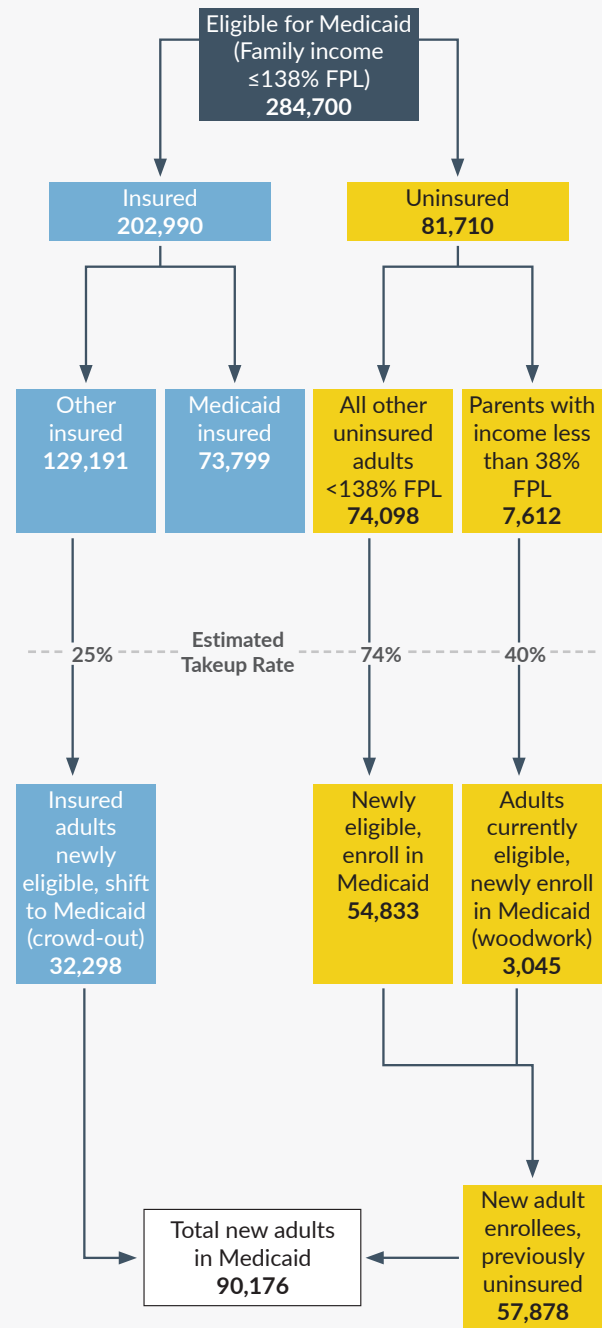 Eligible for Medicaid
(Family income
≤138% FPL)
284,700
Insured
202,990
Uninsured
81,710
Other
insured
129,191
Medicaid
insured
73,799
All other
uninsured
adults
<138% FPL
74,098
Parents with
income less
than 38%
FPL
7,612
25%
Estimated
Takeup Rate
74%
40%
Insured
adults
newly
eligible, shift
to Medicaid
(crowd-out)
32,298
Newly
eligible,
enroll in
Medicaid
54,833
Adults
currently
eligible,
newly enroll
in Medicaid
(woodwork)
3,045
Total new adults
in Medicaid
90,176
New adult
enrollees,
previously
uninsured
57,878